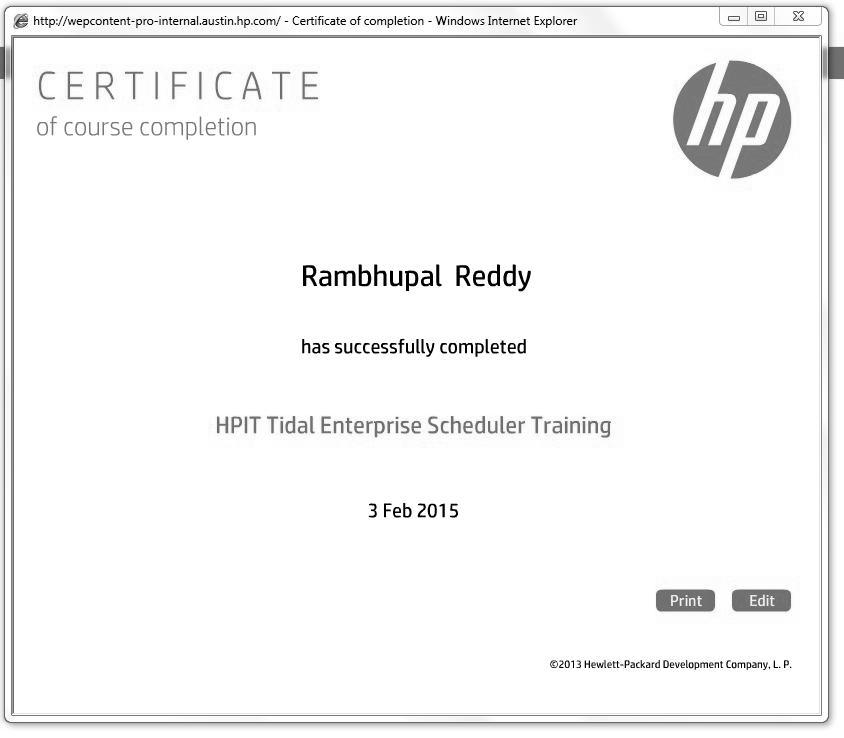 http://wepcontent-pro-internal.austin.hp.com/ - Certificate of completion - Windows Internet Explorer
CERTIFICATE
of course completion
hp
Rambhupal Reddy
has successfully completed
HPIT Tidal Enterprise Scheduler Training
3 Feb 2015
Print Edit
©2013 Hewlett-Packard Development Company, L. P.